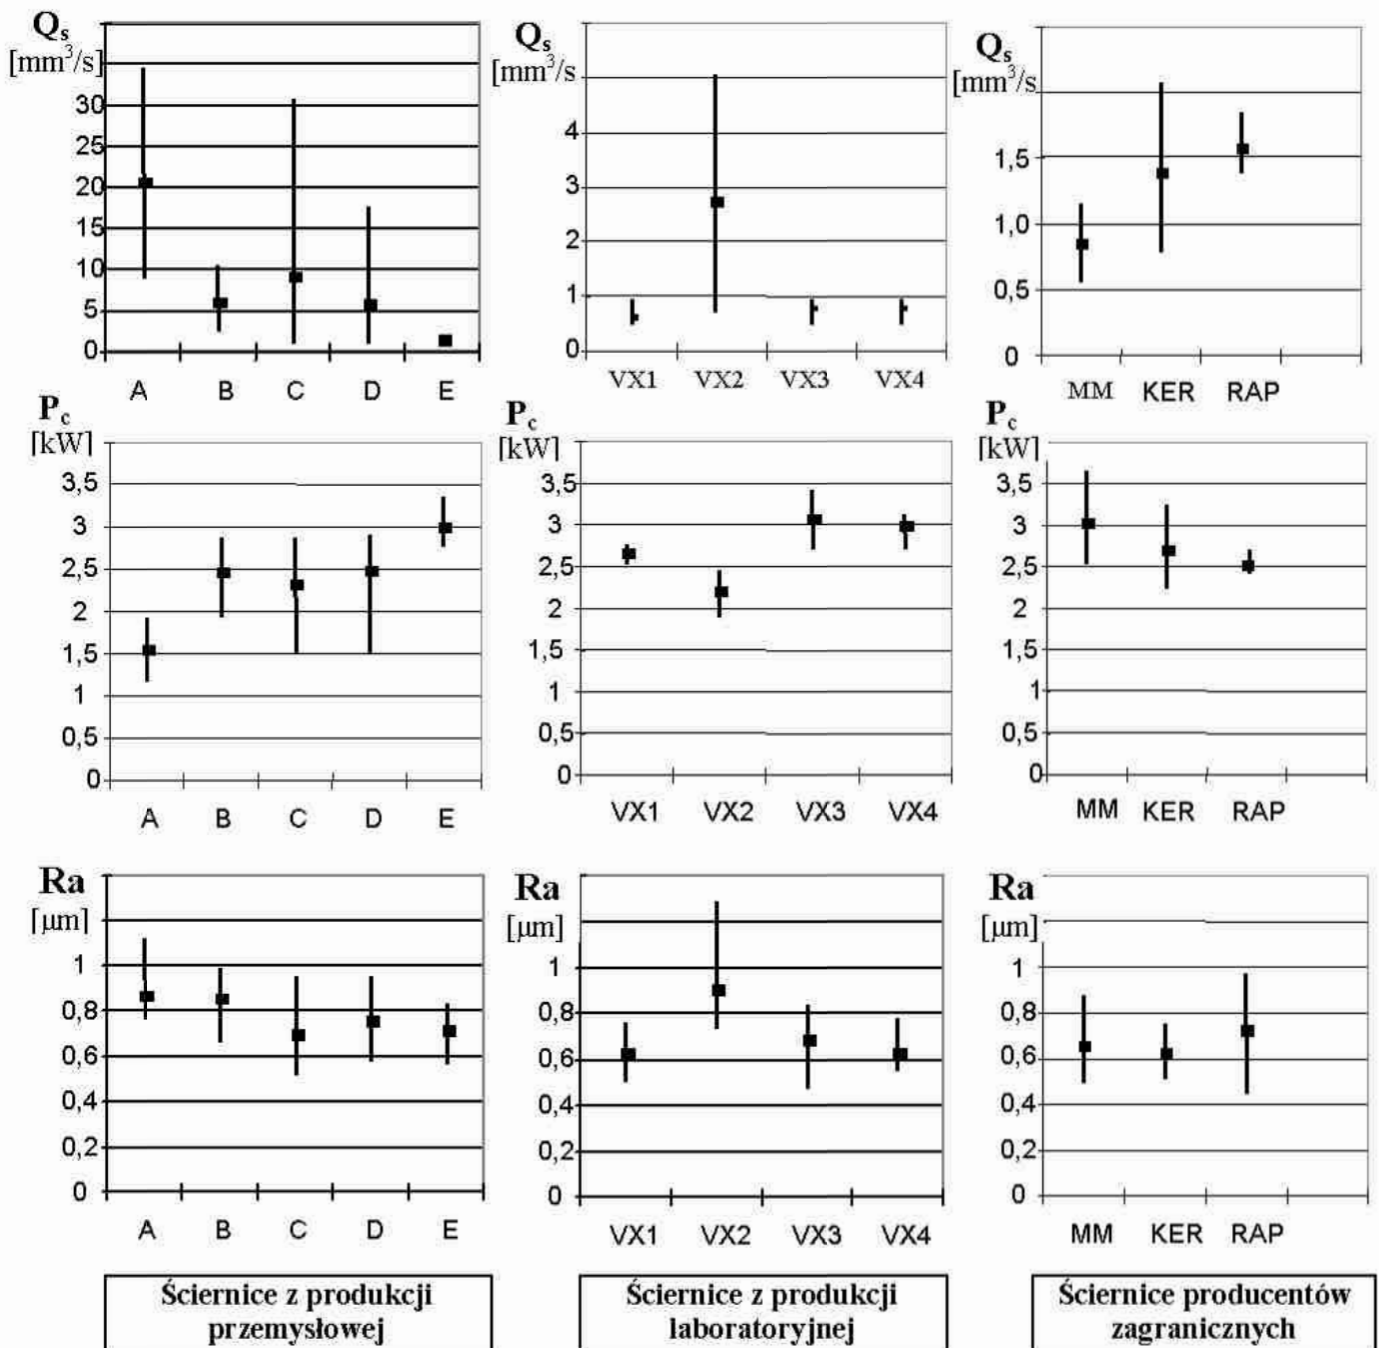 Qs
[mm³/s]
30
25
20
15
10
5
0
A B C D E
Qs
[mm³/s
4
3
2
1
0
VX1 VX2 VX3 VX4
Qs
[mm³/s
1,5
1,0
0,5
0
MM KER RAP
Pc
[kW]
3,5
3
2,5
2
1,5
1
0,5
0
A B C D E
Pc
[kW]
3,5
3
2,5
2
1,5
1
0,5
0
VX1 VX2 VX3 VX4
Pc
[kW]
3,5
3
2,5
2
1,5
1
0,5
0
MM KER RAP
Ra
[µm]
1
0,8
0,6
0,4
0,2
0
A B C D E
Ra
[µm]
1
0,8
0,6
0,4
0,2
0
VX1 VX2 VX3 VX4
Ra
[µm]
1
0,8
0,6
0,4
0,2
0
MM KER RAP
Ściernice z produkcji
przemysłowej
Ściernice z produkcji
laboratoryjnej
Ściernice producentów
zagranicznych